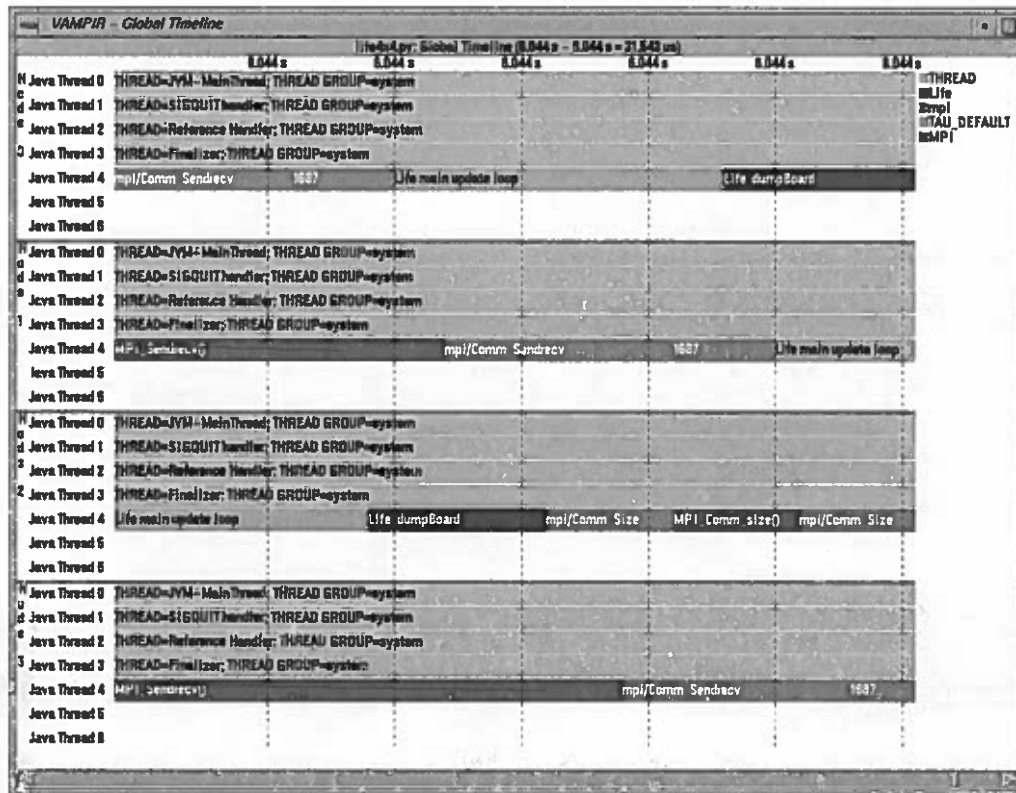 VAMPIR - Global Timeline
Global Timeline
8.044 s 8.044 s 8.044 s 8.044 s 8.044 s 8.044 s
Java Thread 0 THREAD=JVM-MainThread; THREAD GROUP=system
THREAD
Java Thread 1 THREAD=SIGQUIT handler; THREAD GROUP=system
Life
mpi
Java Thread 2 THREAD=Reference Handler; THREAD GROUP=system
TAU_DEFAULT
MPI
Java Thread 3 THREAD=Finalizer; THREAD GROUP=system
Java Thread 4 mpi/Comm Sendrecv 1687 Life main update loop Life dumpBoard
Java Thread 5
Java Thread 6
Java Thread 0 THREAD=JVM-MainThread; THREAD GROUP=system
Java Thread 1 THREAD=SIGQUIT handler; THREAD GROUP=system
Java Thread 2 THREAD=Reference Handler; THREAD GROUP=system
Java Thread 3 THREAD=Finalizer; THREAD GROUP=system
Java Thread 4 MPI_Sendrecv() mpi/Comm Sendrecv 1687 Life main update loop
Java Thread 5
Java Thread 6
Java Thread 0 THREAD=JVM-MainThread; THREAD GROUP=system
Java Thread 1 THREAD=SIGQUIT handler; THREAD GROUP=system
Java Thread 2 THREAD=Reference Handler; THREAD GROUP=system
Java Thread 3 THREAD=Finalizer; THREAD GROUP=system
Java Thread 4 Life main update loop Life dumpBoard mpi/Comm Size MPI_Comm_size() mpi/Comm Size
Java Thread 5
Java Thread 6
Java Thread 0 THREAD=JVM-MainThread; THREAD GROUP=system
Java Thread 1 THREAD=SIGQUIT handler; THREAD GROUP=system
Java Thread 2 THREAD=Reference Handler; THREAD GROUP=system
Java Thread 3 THREAD=Finalizer; THREAD GROUP=system
Java Thread 4 MPI_Sendrecv() mpi/Comm Sendrecv 1687
Java Thread 5
Java Thread 6